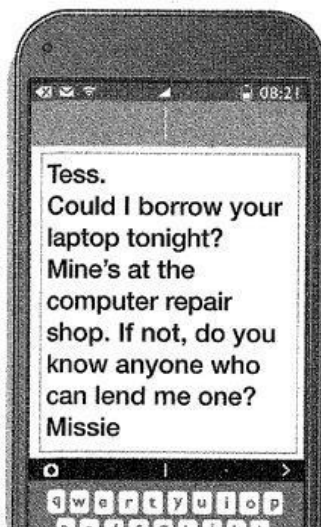 08:21
Tess.
Could I borrow your
laptop tonight?
Mine's at the
computer repair
shop. If not, do you
know anyone who
can lend me one?
Missie
q w e r t y u i o p